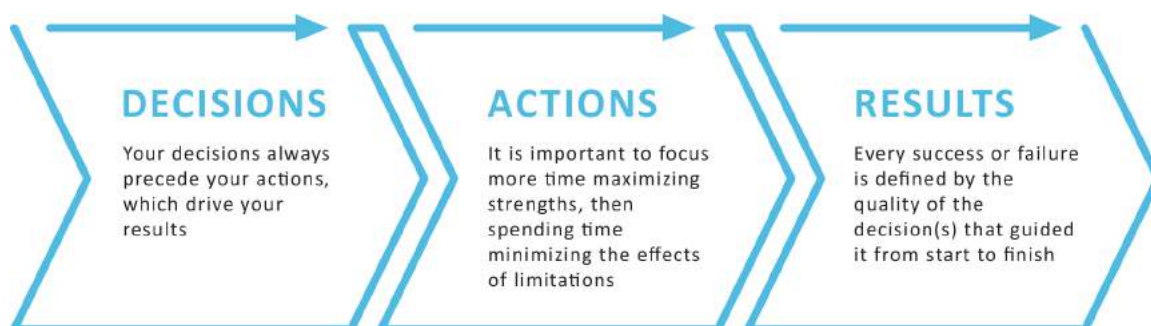 DECISIONS
Your decisions always
precede your actions,
which drive your
results
ACTIONS
It is important to focus
more time maximizing
strengths, then
spending time
minimizing the effects
of limitations
RESULTS
Every success or failure
is defined by the
quality of the
decision(s) that guided
it from start to finish